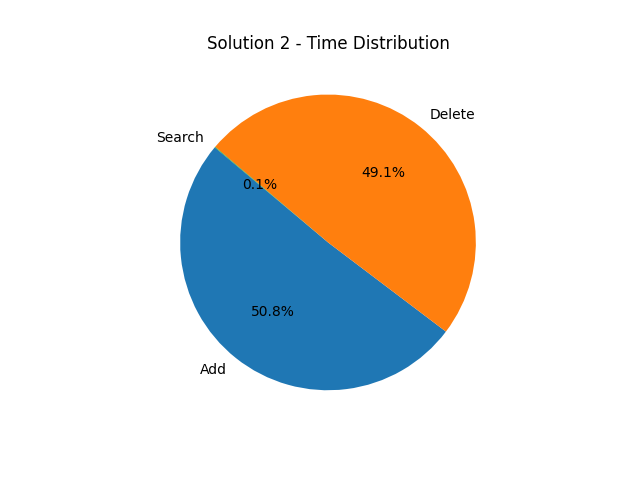 Solution 2 - Time Distribution
Delete
Search
49.1%
0.1%
50.8%
Add